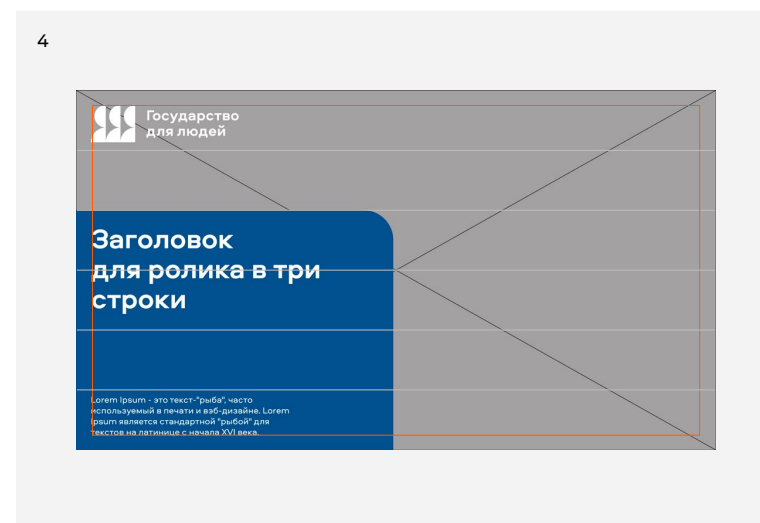 4
Государство
для людей
Заголовок
для ролика в три
строки
Lorem Ipsum - это текст-"рыба", часто
используемый в печати и вэб-дизайне. Lorem
Ipsum является стандартной "рыбой" для
текстов на латинице с начала XVI века.